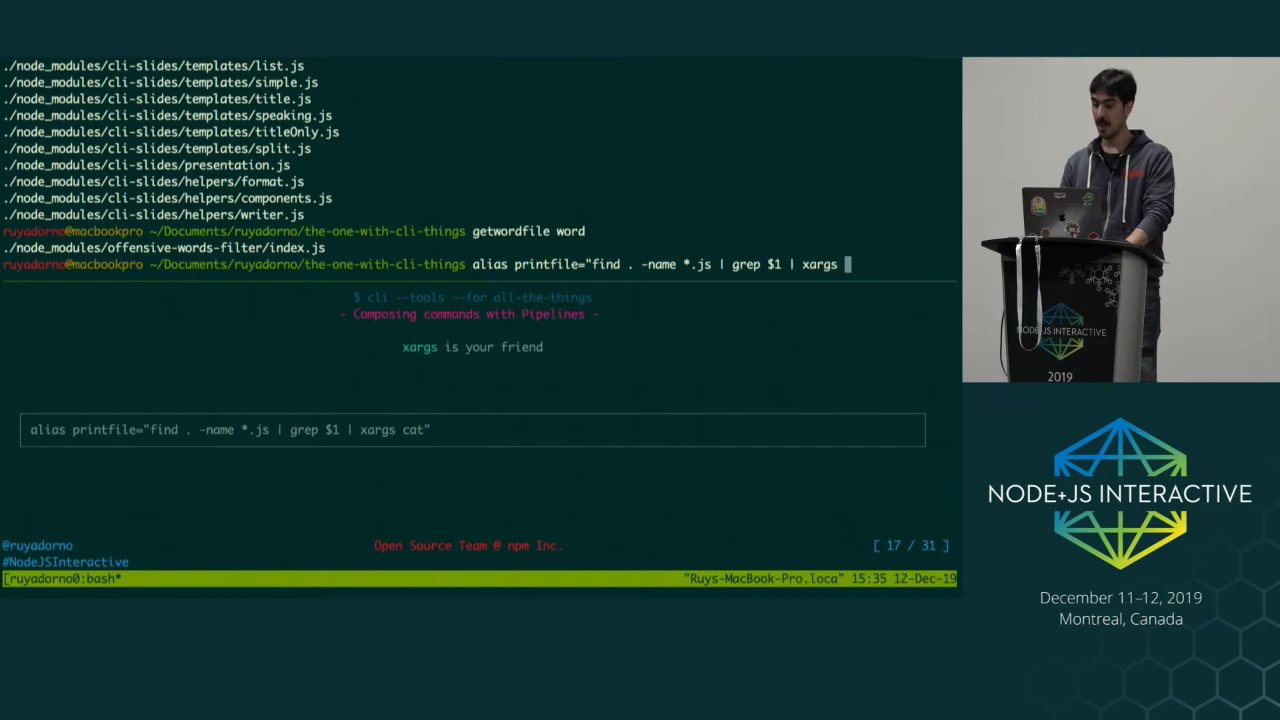 ./node_modules/cli-slides/templates/list.js
./node_modules/cli-slides/templates/simple.js
./node_modules/cli-slides/templates/title.js
./node_modules/cli-slides/templates/speaking.js
./node_modules/cli-slides/templates/titleOnly.js
./node_modules/cli-slides/templates/split.js
./node_modules/cli-slides/presentation.js
./node_modules/cli-slides/helpers/format.js
./node_modules/cli-slides/helpers/components.js
./node_modules/cli-slides/helpers/writer.js
ruyadorno@macbookpro ~/Documents/ruyadorno/the-one-with-cli-things getwordfile word
./node_modules/offensive-words-filter/index.js
ruyadorno@macbookpro ~/Documents/ruyadorno/the-one-with-cli-things alias printfile="find . -name *.js | grep $1 | xargs
$ cli --tools --for all-the-things
- Composing commands with Pipelines -
xargs is your friend
alias printfile="find . -name *.js | grep $1 | xargs cat"
@ruyadorno
Open Source Team @ npm Inc.
[ 17 / 31 ]
#NodeJSInteractive
[ruyadorno0:bash*
"Ruys-MacBook-Pro.loca" 15:35 12-Dec-19
NODE+JS INTERACTIVE
2019
NODE+JS INTERACTIVE
December 11–12, 2019
Montreal, Canada